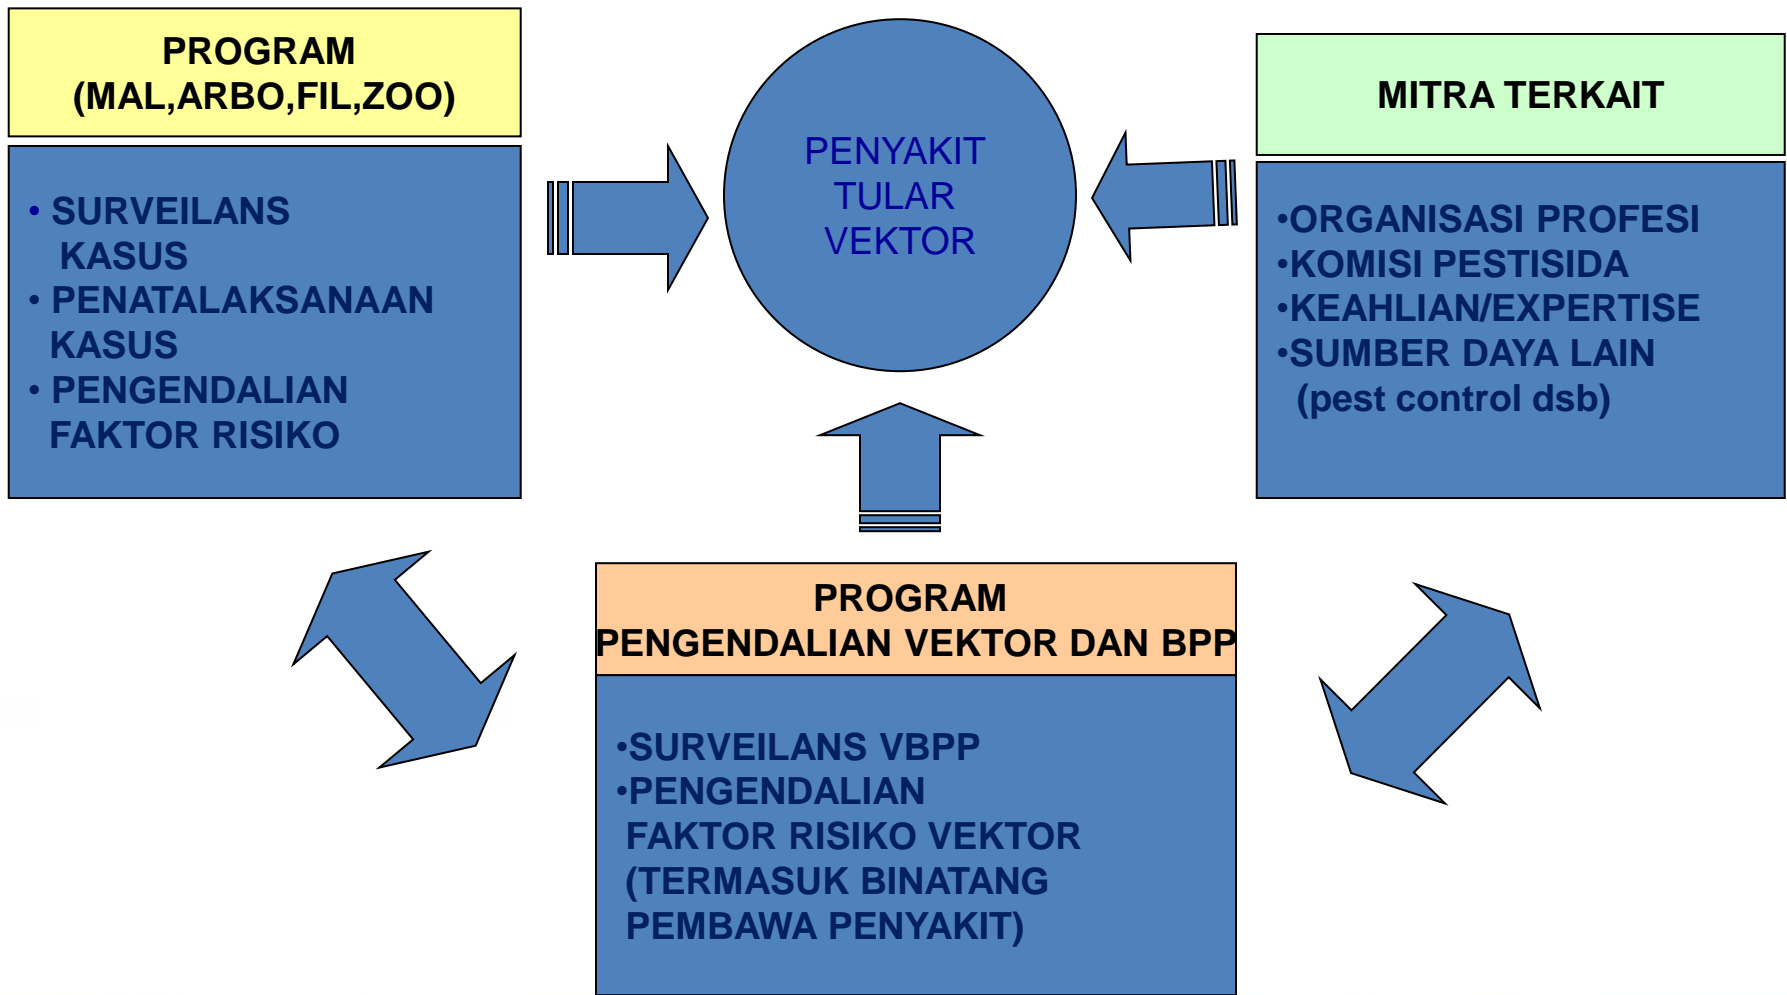 PROGRAM
(MAL,ARBO,FIL,ZOO)
• SURVEILANS
KASUS
• PENATALAKSANAAN
KASUS
• PENGENDALIAN
FAKTOR RISIKO
PENYAKIT
TULAR
VEKTOR
MITRA TERKAIT
•ORGANISASI PROFESI
•KOMISI PESTISIDA
•KEAHLIAN/EXPERTISE
•SUMBER DAYA LAIN
(pest control dsb)
PROGRAM
PENGENDALIAN VEKTOR DAN BPP
•SURVEILANS VBPP
•PENGENDALIAN
FAKTOR RISIKO VEKTOR
(TERMASUK BINATANG
PEMBAWA PENYAKIT)